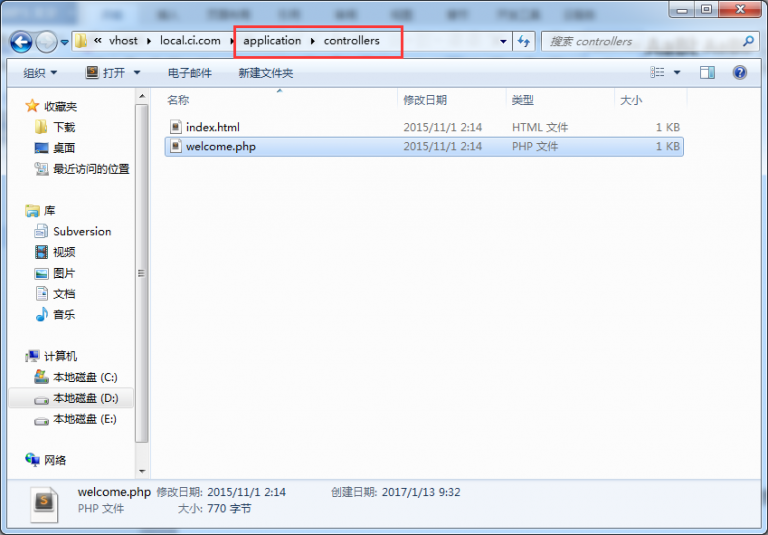 « vhost local.ci.com application controllers 搜索 controllers
组织 打开 电子邮件 新建文件夹
名称 修改日期 类型 大小
index.html 2015/11/1 2:14 HTML 文件 1 KB
welcome.php 2015/11/1 2:14 PHP 文件 1 KB
收藏夹
下载
桌面
最近访问的位置
库
Subversion
视频
图片
文档
音乐
计算机
本地磁盘 (C:)
本地磁盘 (D:)
本地磁盘 (E:)
网络
welcome.php 修改日期: 2015/11/1 2:14 创建日期: 2017/1/13 9:32
PHP 文件 大小: 770 字节